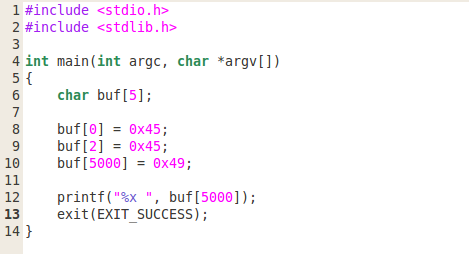 1 #include <stdio.h>
2 #include <stdlib.h>
3
4 int main(int argc, char *argv[])
5 {
6     char buf[5];
7
8     buf[0] = 0x45;
9     buf[2] = 0x45;
10     buf[5000] = 0x49;
11
12     printf("%x ", buf[5000]);
13     exit(EXIT_SUCCESS);
14 }